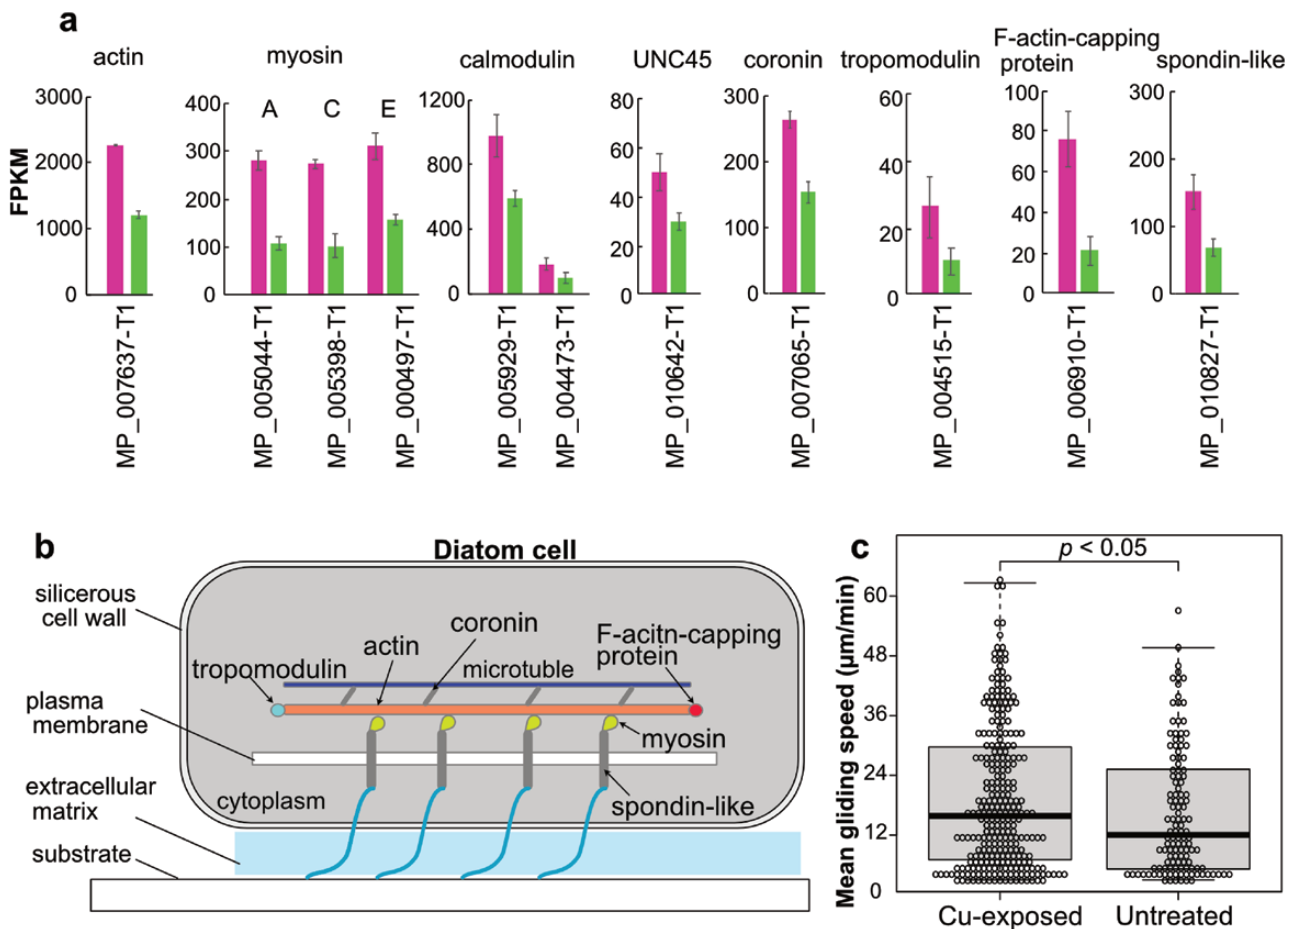 a
actin
myosin
calmodulin
UNC45
coronin
tropomodulin
F-actin-capping
protein
spondin-like
FPKM
3000
2000
1000
0
400
300
200
100
0
A
C
E
1200
800
400
0
80
60
40
20
0
300
200
100
0
60
40
20
0
100
80
60
40
20
0
300
200
100
0
MP_007637-T1
MP_005044-T1
MP_005398-T1
MP_000497-T1
MP_005929-T1
MP_004473-T1
MP_010642-T1
MP_007065-T1
MP_004515-T1
MP_006910-T1
MP_010827-T1
b
Diatom cell
silicerous
cell wall
plasma
membrane
extracellular
matrix
substrate
tropomodulin
actin
coronin
microtuble
F-acitn-capping
protein
myosin
spondin-like
cytoplasm
c
p < 0.05
Mean gliding speed (µm/min)
60
48
36
24
12
0
Cu-exposed
Untreated